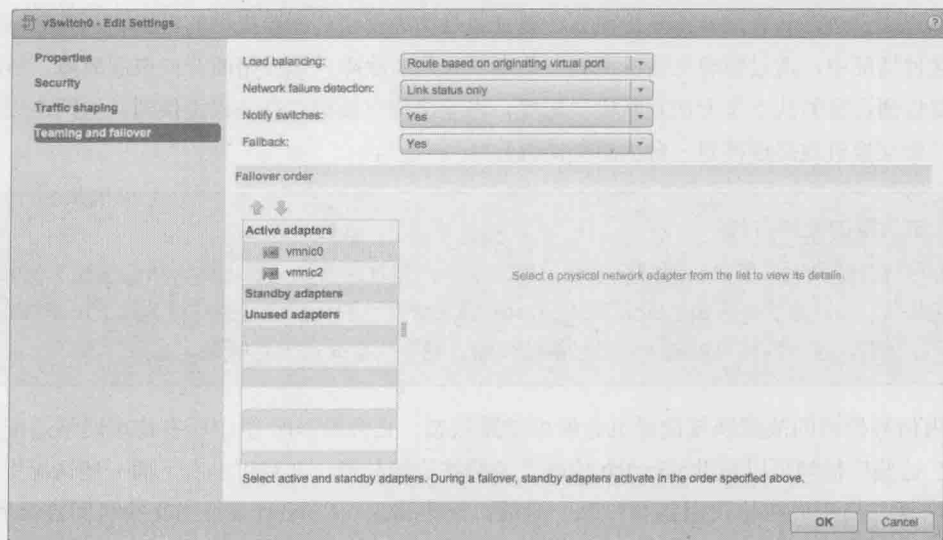 vSwitch0 - Edit Settings
Properties
Security
Traffic shaping
Teaming and failover
Load balancing: Route based on originating virtual port
Network failure detection: Link status only
Notify switches: Yes
Failback: Yes
Failover order
Active adapters
vmnic0
vmnic2
Standby adapters
Unused adapters
Select a physical network adapter from the list to view its details.
Select active and standby adapters. During a failover, standby adapters activate in the order specified above.
OK Cancel